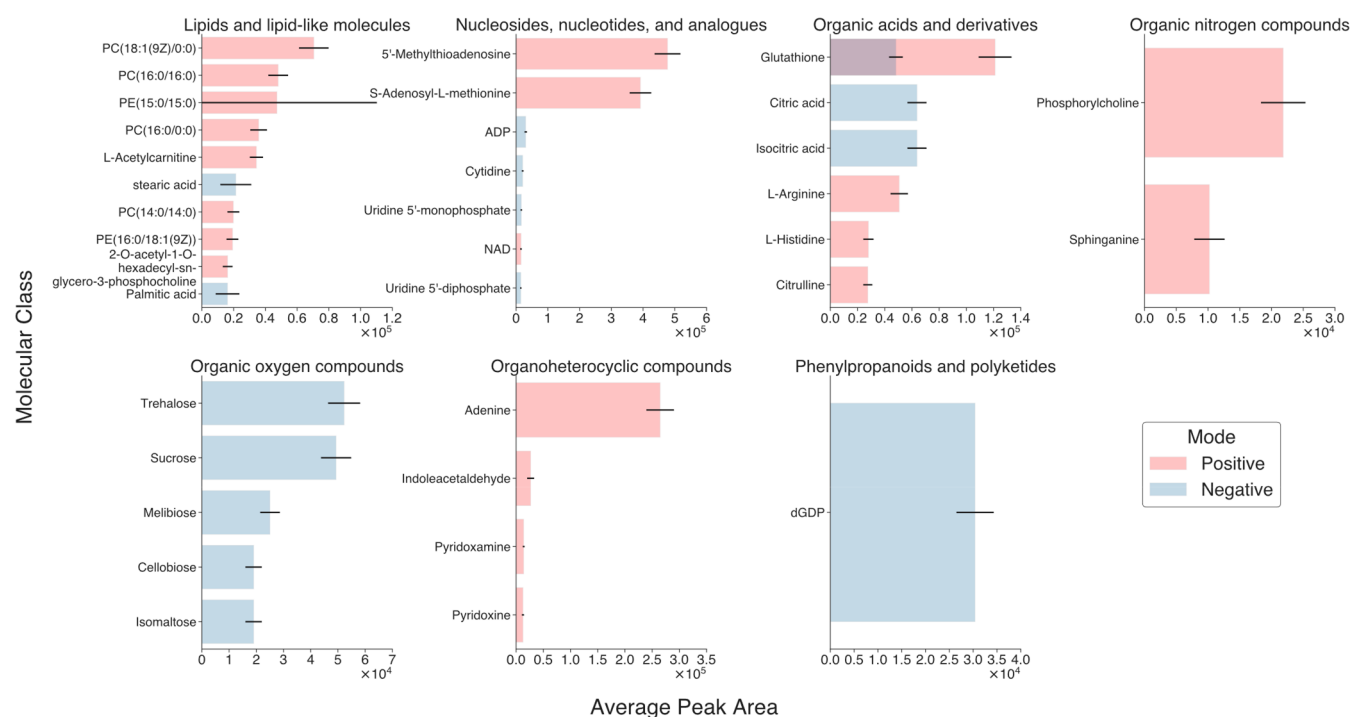 Lipids and lipid-like molecules
PC(18:1(9Z)/0:0)
PC(16:0/16:0)
PE(15:0/15:0)
PC(16:0/0:0)
L-Acetylcarnitine
stearic acid
PC(14:0/14:0)
PE(16:0/18:1(9Z))
2-O-acetyl-1-O-
hexadecyl-sn-
glycero-3-phosphocholine
Palmitic acid
0.0 0.2 0.4 0.6 0.8 1.0 1.2
×10⁵
Nucleosides, nucleotides, and analogues
5'-Methylthioadenosine
S-Adenosyl-L-methionine
ADP
Cytidine
Uridine 5'-monophosphate
NAD
Uridine 5'-diphosphate
0 1 2 3 4 5 6
×10⁵
Organic acids and derivatives
Glutathione
Citric acid
Isocitric acid
L-Arginine
L-Histidine
Citrulline
0.0 0.2 0.4 0.6 0.8 1.0 1.2 1.4
×10⁵
Organic nitrogen compounds
Phosphorylcholine
Sphinganine
0.0 0.5 1.0 1.5 2.0 2.5 3.0
×10⁴
Molecular Class
Organic oxygen compounds
Trehalose
Sucrose
Melibiose
Cellobiose
Isomaltose
0 1 2 3 4 5 6 7
×10⁴
Organoheterocyclic compounds
Adenine
Indoleacetaldehyde
Pyridoxamine
Pyridoxine
0.0 0.5 1.0 1.5 2.0 2.5 3.0 3.5
×10⁵
Phenylpropanoids and polyketides
dGDP
0.0 0.5 1.0 1.5 2.0 2.5 3.0 3.5 4.0
×10⁴
Mode
Positive
Negative
Average Peak Area